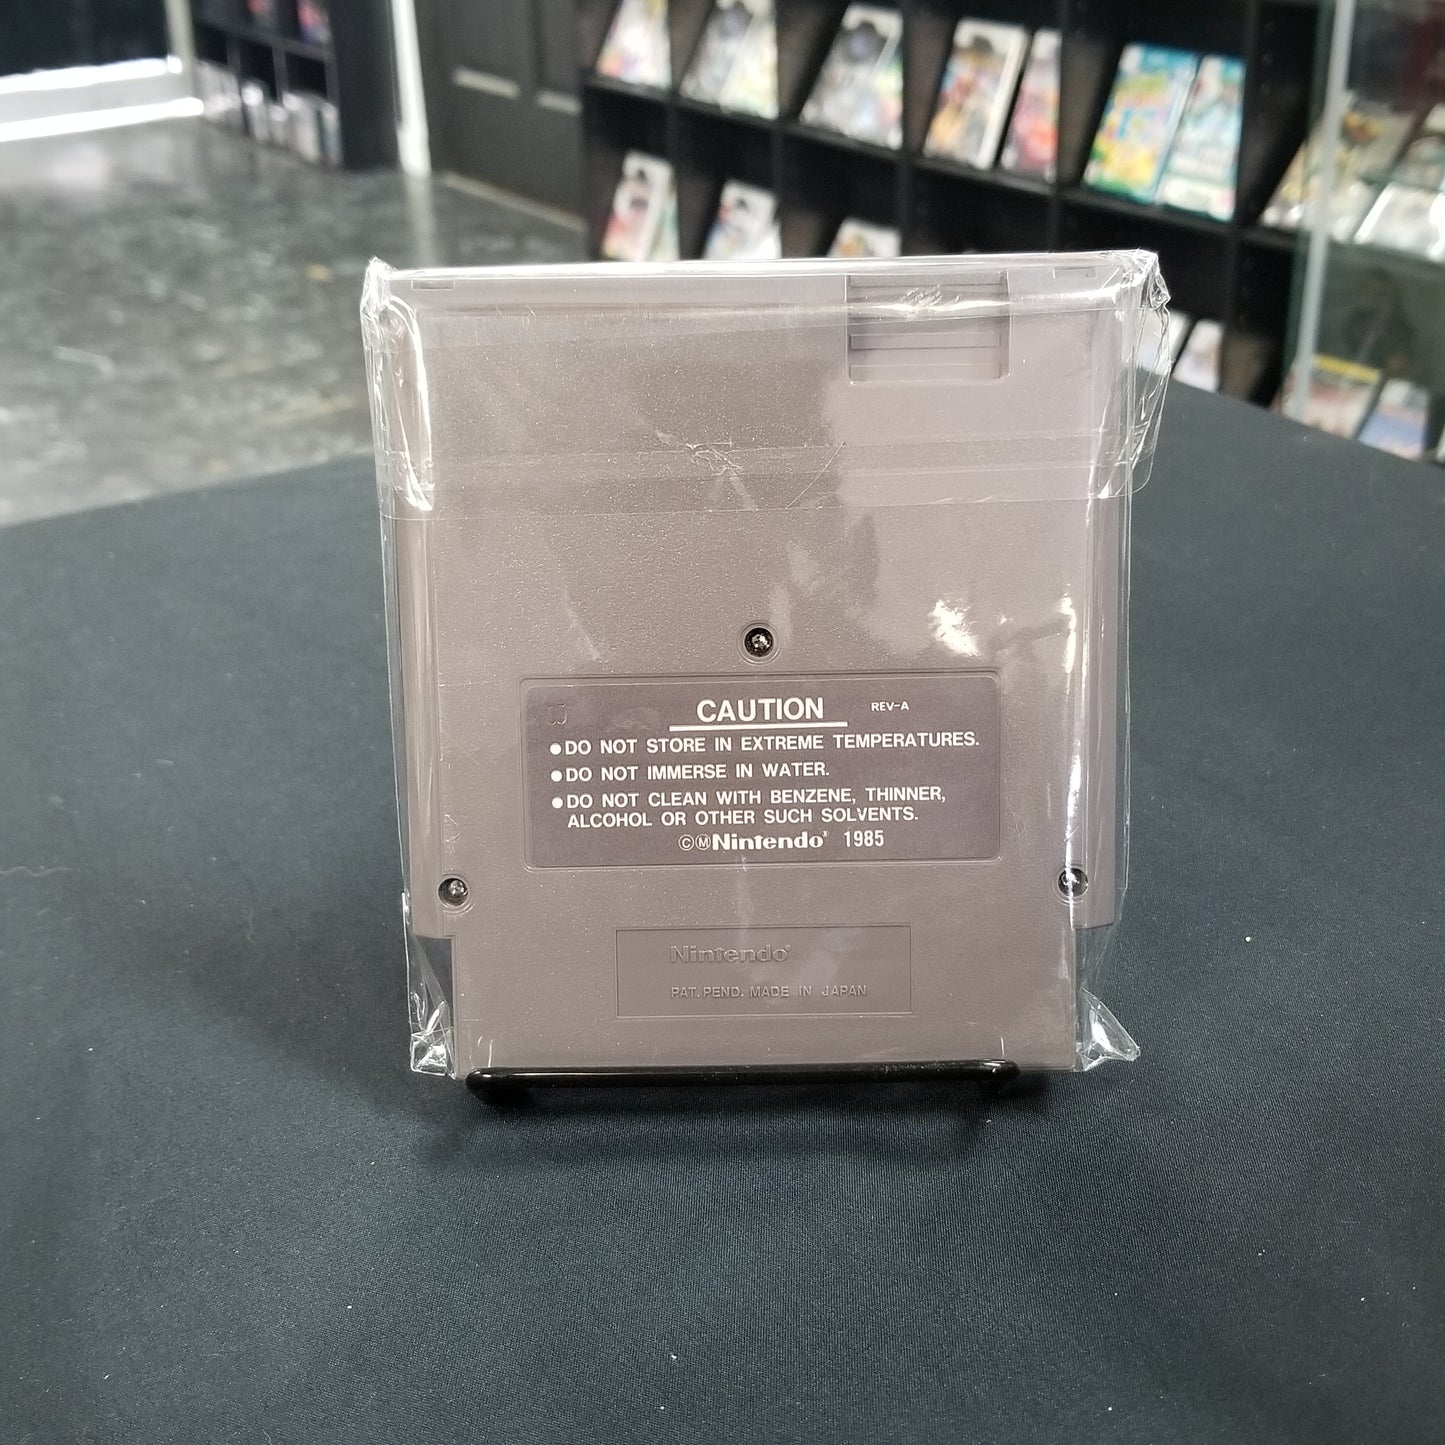 CAUTION REV-A
●DO NOT STORE IN EXTREME TEMPERATURES.
●DO NOT IMMERSE IN WATER.
●DO NOT CLEAN WITH BENZENE, THINNER,
ALCOHOL OR OTHER SUCH SOLVENTS.
©ⓂNintendo® 1985
Nintendo®
PAT. PEND. MADE IN JAPAN